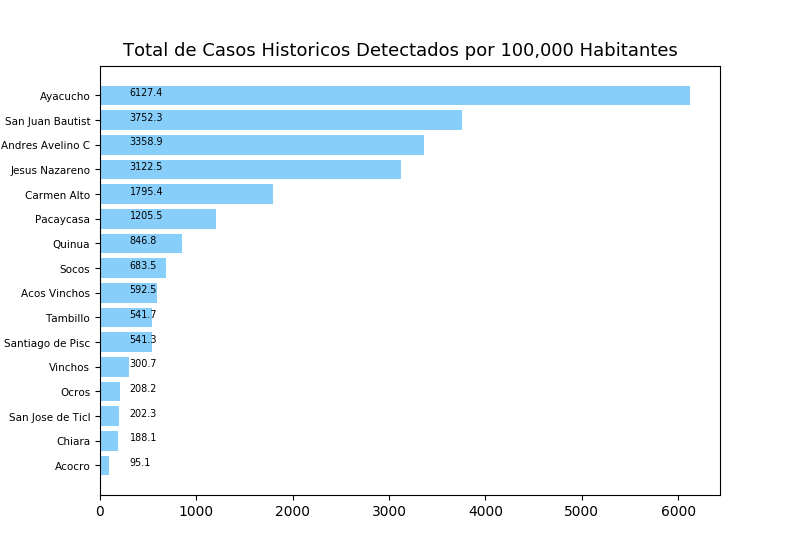 Total de Casos Historicos Detectados por 100,000 Habitantes
Ayacucho 6127.4
San Juan Bautist 3752.3
Andres Avelino C 3358.9
Jesus Nazareno 3122.5
Carmen Alto 1795.4
Pacaycasa 1205.5
Quinua 846.8
Socos 683.5
Acos Vinchos 592.5
Tambillo 541.7
Santiago de Pisc 541.3
Vinchos 300.7
Ocros 208.2
San Jose de Ticl 202.3
Chiara 188.1
Acocro 95.1
0 1000 2000 3000 4000 5000 6000